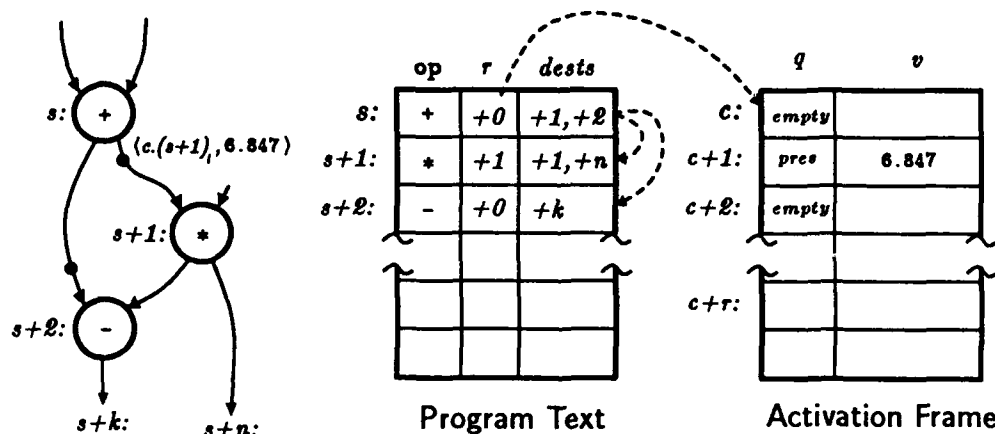 s:
+
⟨c.(s+1)ₗ, 6.847⟩
s+1:
*
s+2:
-
s+k:
s+n:
op r dests
s: + +0 +1,+2
s+1: * +1 +1,+n
s+2: - +0 +k
Program Text
q v
c: empty
c+1: pres 6.847
c+2: empty
c+r:
Activation Frame